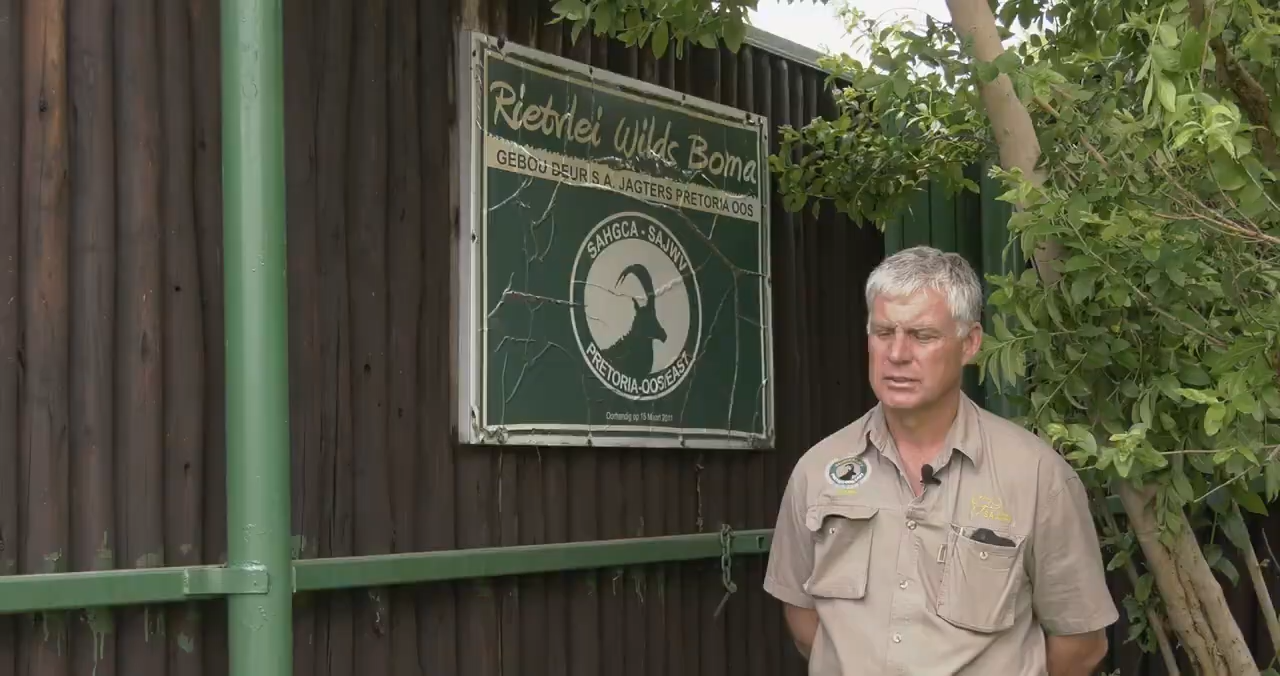 Rietvlei Wilds Boma
GEBOU DEUR S.A. JAGTERS PRETORIA OOS
SAHGCA - SAJWV
PRETORIA-OOS/EAST
Oorhandig op 15 Maart 2011